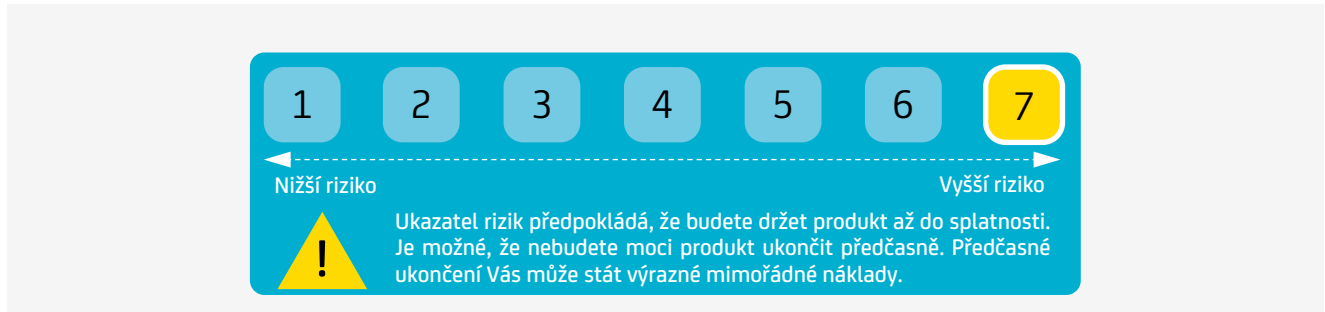 1 2 3 4 5 6 7
Nižší riziko Vyšší riziko
Ukazatel rizik předpokládá, že budete držet produkt až do splatnosti.
Je možné, že nebudete moci produkt ukončit předčasně. Předčasné
! ukončení Vás může stát výrazné mimořádné náklady.